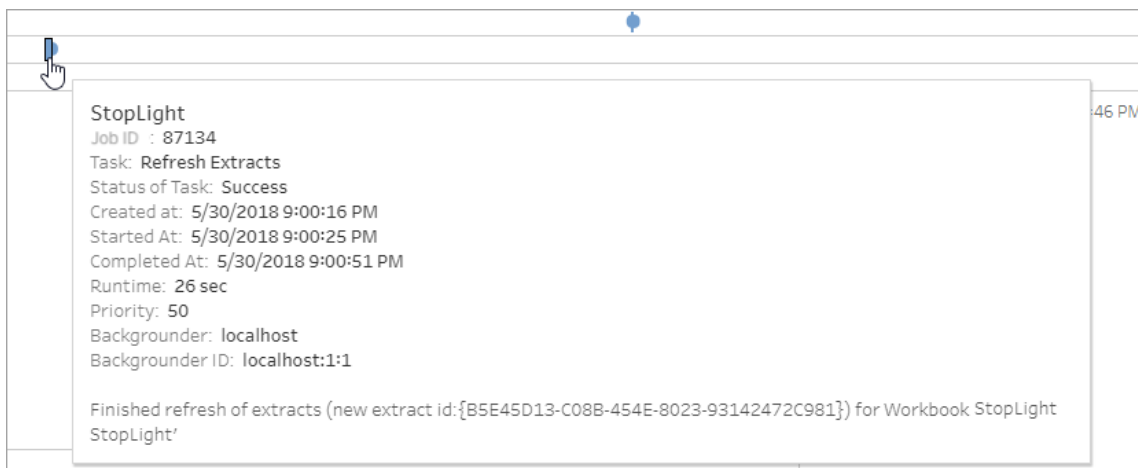 StopLight
:46 PM
Job ID : 87134
Task: Refresh Extracts
Status of Task: Success
Created at: 5/30/2018 9:00:16 PM
Started At: 5/30/2018 9:00:25 PM
Completed At: 5/30/2018 9:00:51 PM
Runtime: 26 sec
Priority: 50
Backgrounder: localhost
Backgrounder ID: localhost:1:1
Finished refresh of extracts (new extract id:{B5E45D13-C08B-454E-8023-93142472C981}) for Workbook StopLight
StopLight’